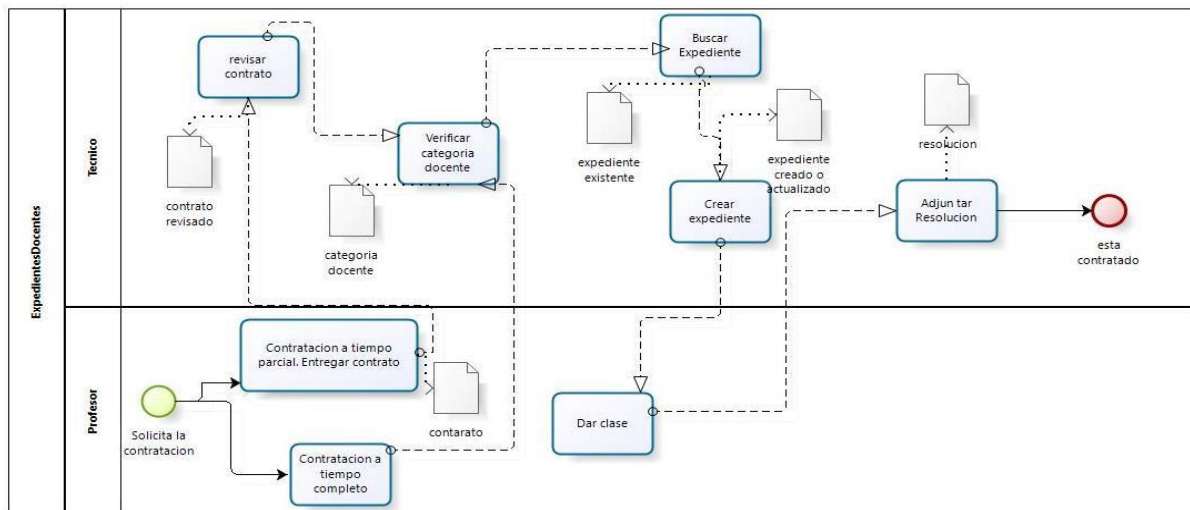 ExpedientesDocentes
Tecnico
revisar
contrato
contrato
revisado
Verificar
categoria
docente
categoria
docente
Buscar
Expediente
expediente
existente
expediente
creado o
actualizado
Crear
expediente
resolucion
Adjun tar
Resolucion
esta
contratado
Profesor
Solicita la
contratacion
Contratacion a tiempo
parcial. Entregar contrato
contarato
Contratacion a
tiempo
completo
Dar clase